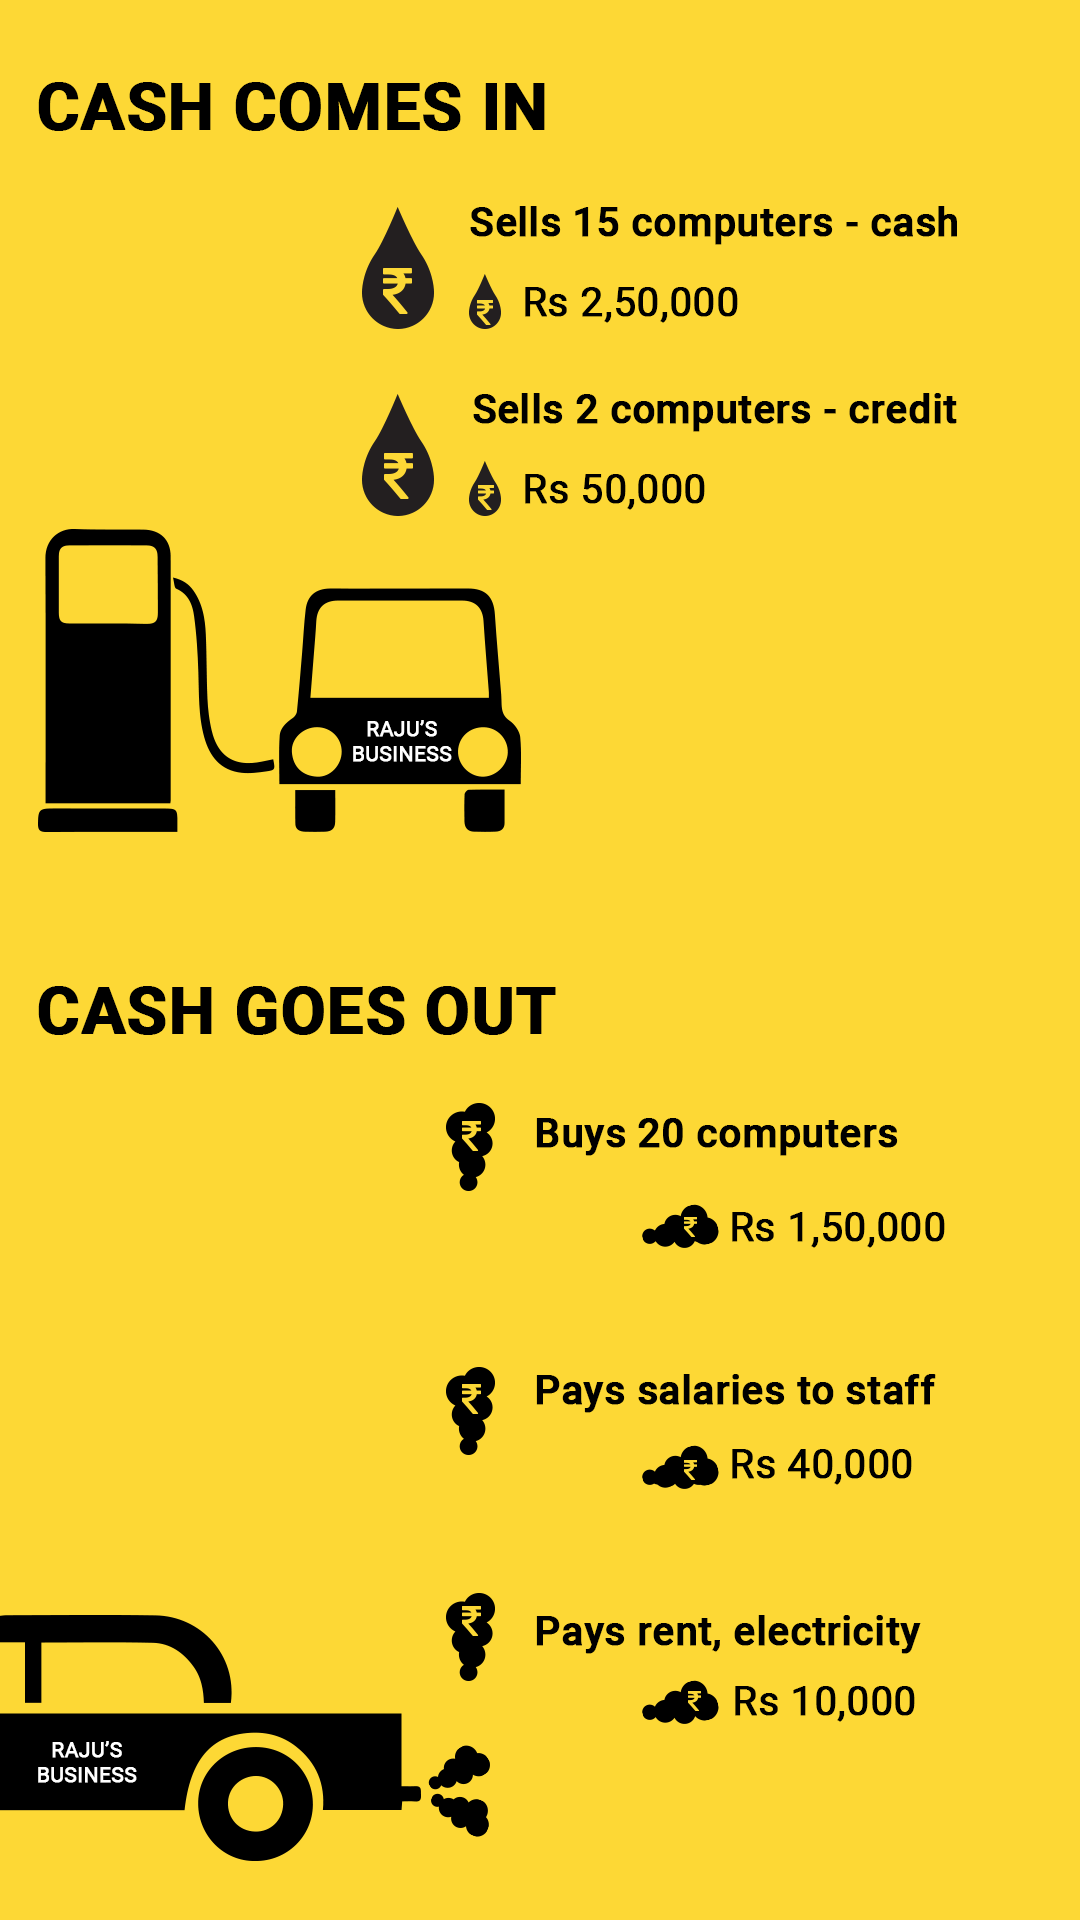 CASH COMES IN
Sells 15 computers - cash
₹
₹ Rs 2,50,000
Sells 2 computers - credit
₹
₹ Rs 50,000
RAJU’S
BUSINESS
CASH GOES OUT
₹ Buys 20 computers
₹ Rs 1,50,000
₹ Pays salaries to staff
₹ Rs 40,000
₹ Pays rent, electricity
₹ Rs 10,000
RAJU’S
BUSINESS